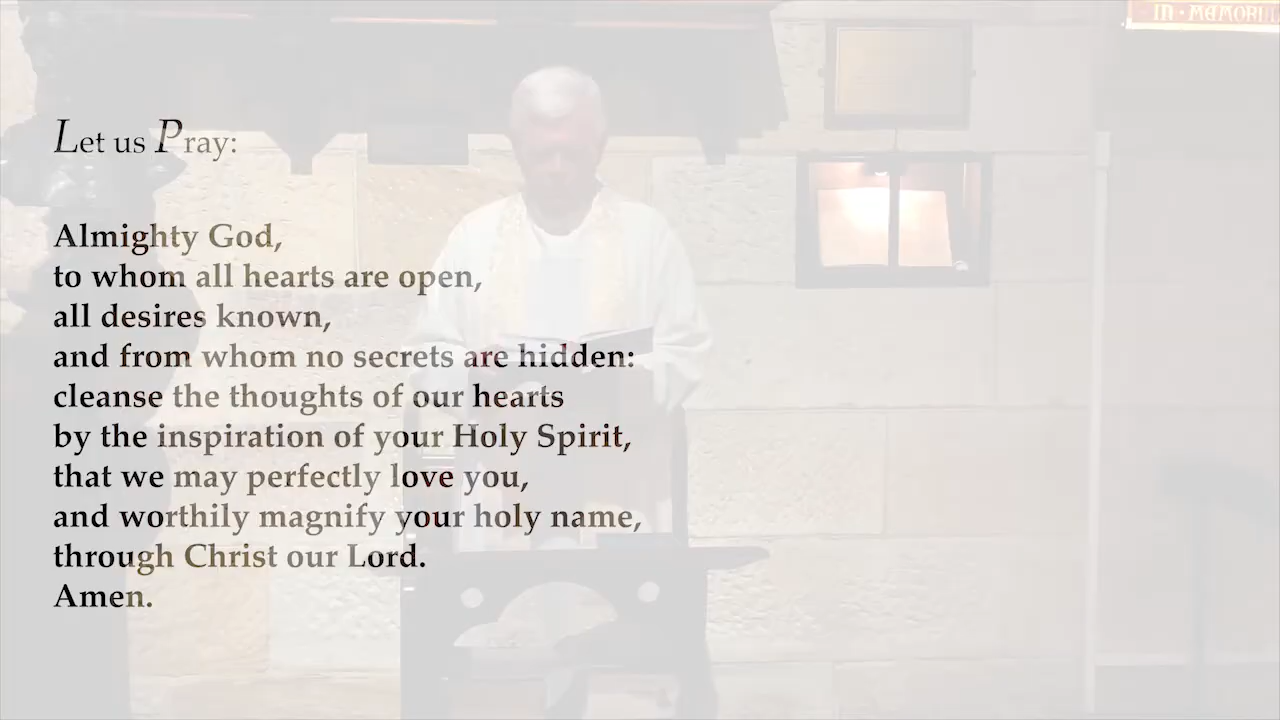 IN · MEMORI
Let us Pray:
Almighty God,
to whom all hearts are open,
all desires known,
and from whom no secrets are hidden:
cleanse the thoughts of our hearts
by the inspiration of your Holy Spirit,
that we may perfectly love you,
and worthily magnify your holy name,
through Christ our Lord.
Amen.